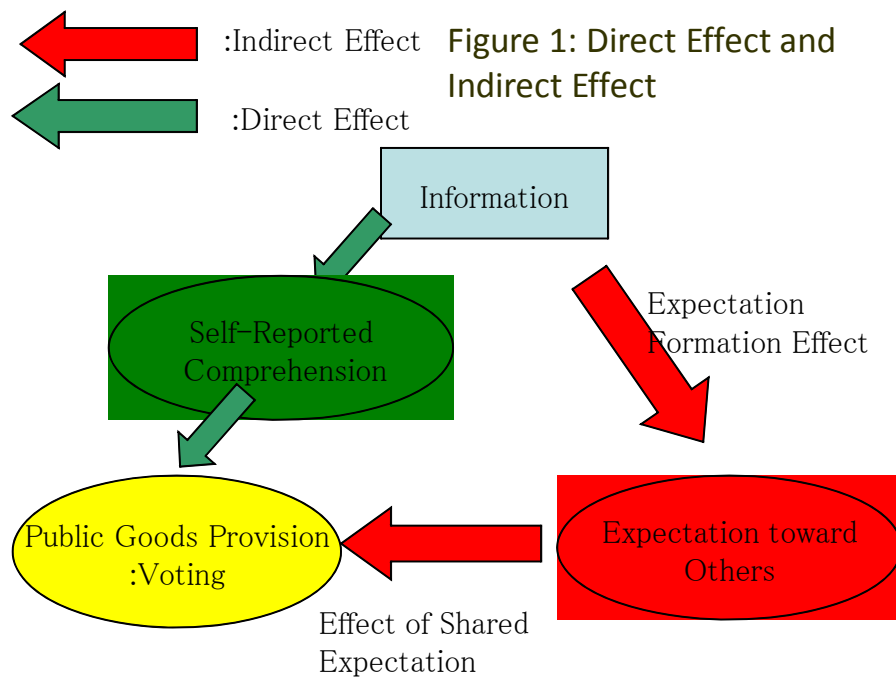 :Indirect Effect
Figure 1: Direct Effect and
Indirect Effect
:Direct Effect
Information
Expectation
Formation Effect
Self-Reported
Comprehension
Public Goods Provision
:Voting
Expectation toward
Others
Effect of Shared
Expectation